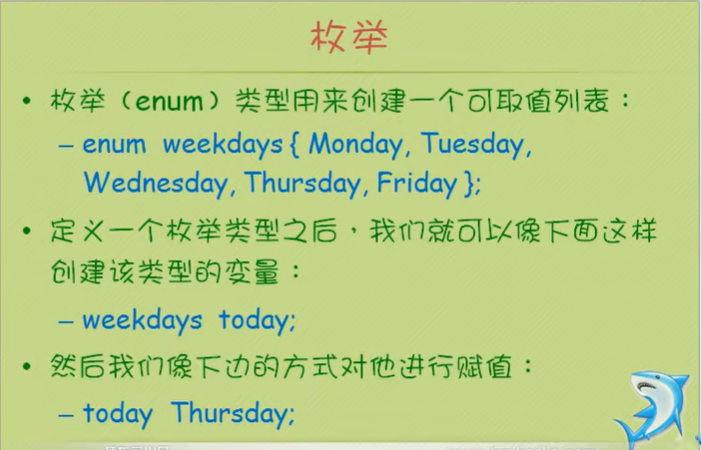 枚举
• 枚举（enum）类型用来创建一个可取值列表：
– enum weekdays { Monday, Tuesday,
Wednesday, Thursday, Friday };
• 定义一个枚举类型之后，我们就可以像下面这样
创建该类型的变量：
– weekdays today;
• 然后我们像下边的方式对他进行赋值：
– today Thursday;